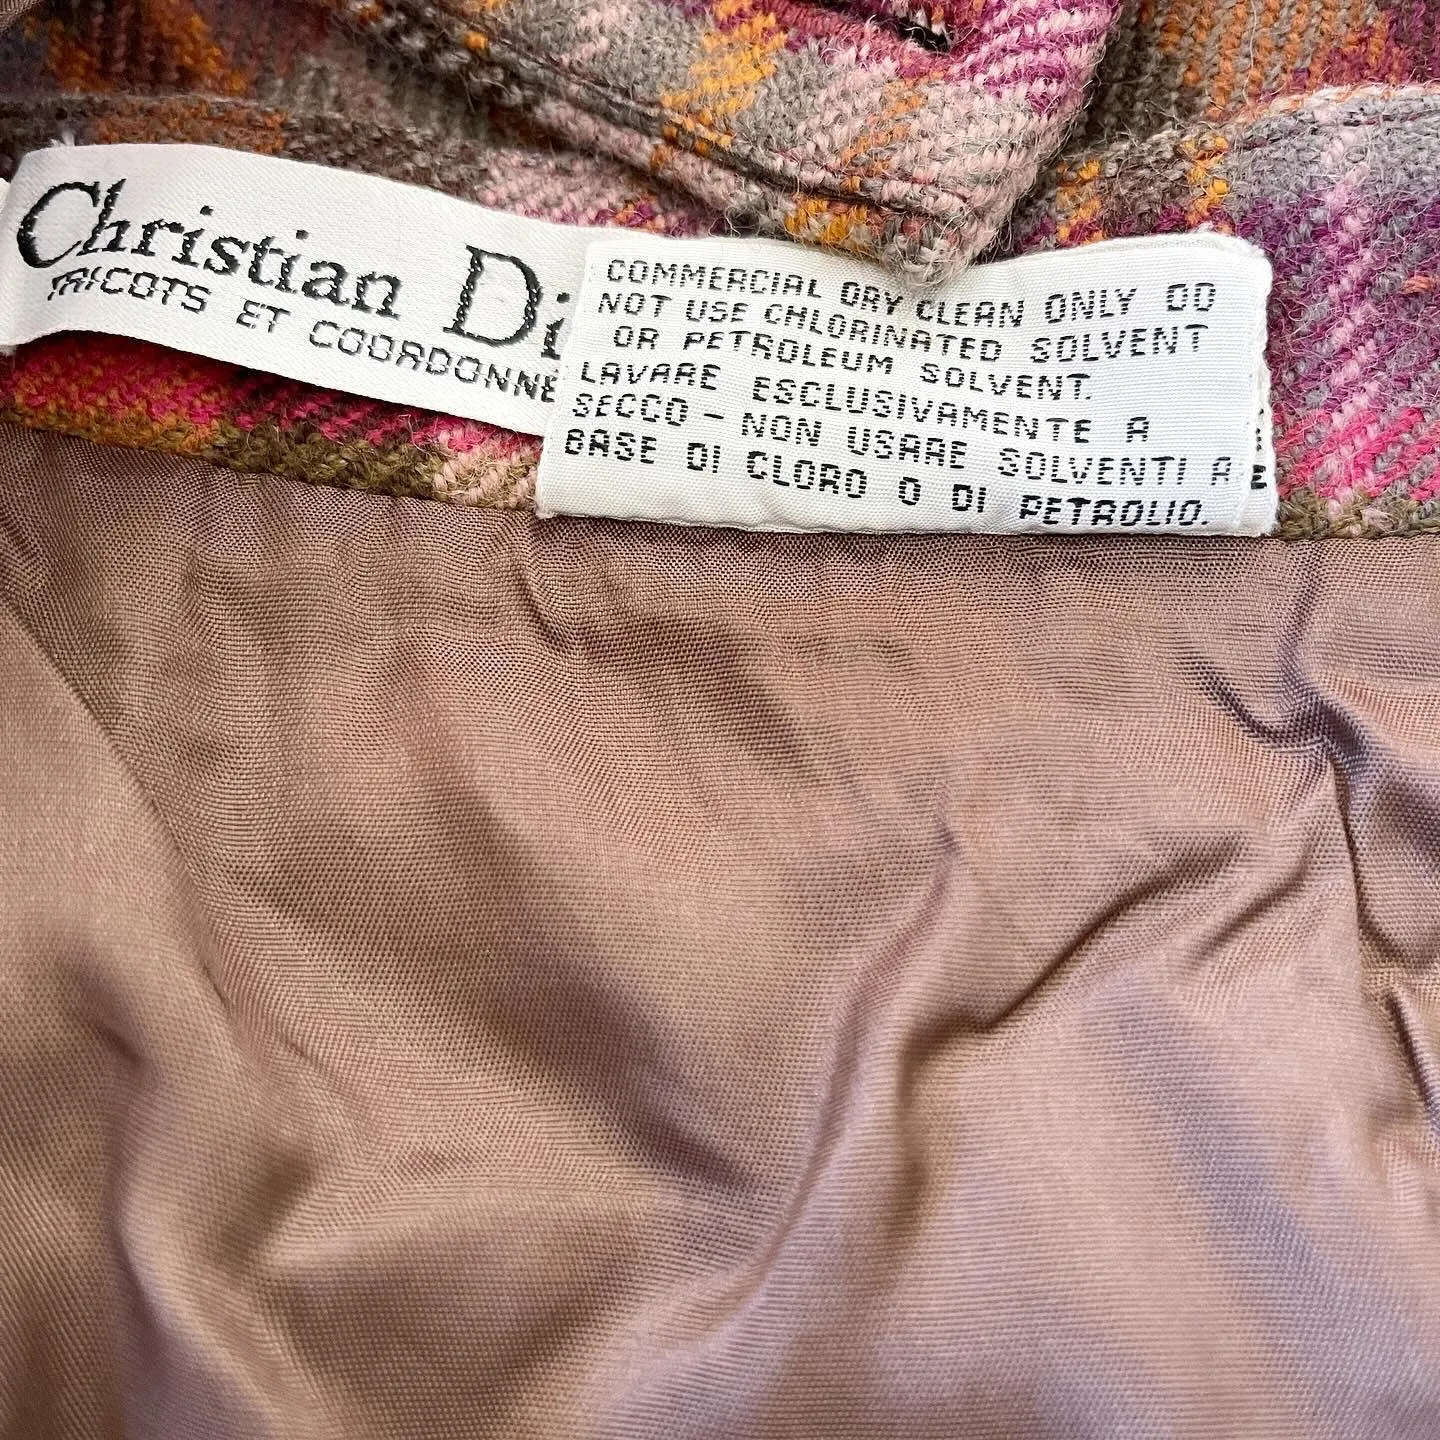 Christian Di
TRICOTS ET COORDONNE
COMMERCIAL DRY CLEAN ONLY DO
NOT USE CHLORINATED SOLVENT
OR PETROLEUM SOLVENT.
LAVARE ESCLUSIVAMENTE A
SECCO - NON USARE SOLVENTI A
BASE DI CLORO O DI PETROLIO.